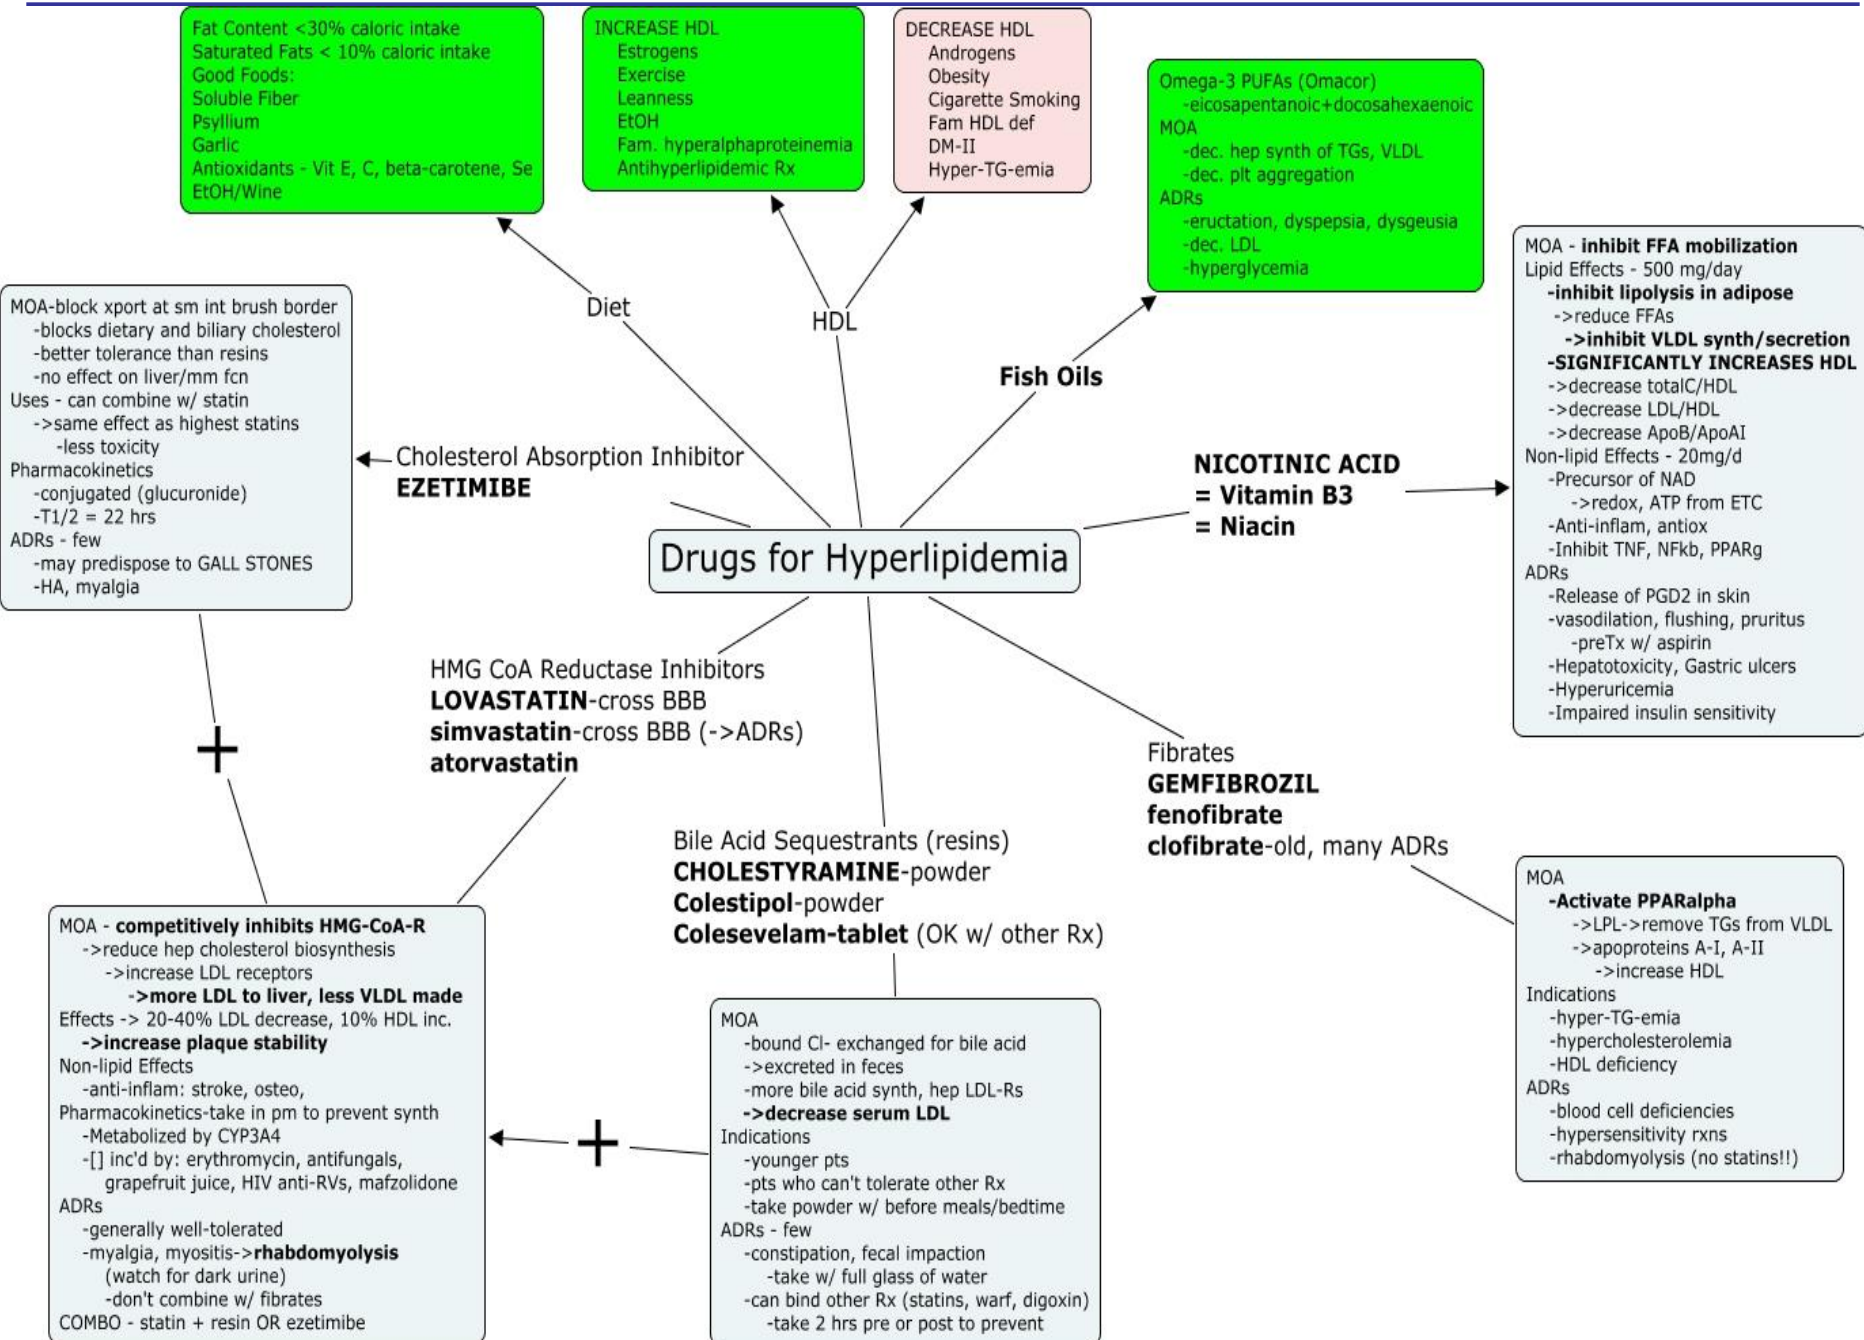 Fat Content <30% caloric intake
Saturated Fats < 10% caloric intake
Good Foods:
Soluble Fiber
Psyllium
Garlic
Antioxidants - Vit E, C, beta-carotene, Se
EtOH/Wine
INCREASE HDL
Estrogens
Exercise
Leanness
EtOH
Fam. hyperalphaproteinemia
Antihyperlipidemic Rx
DECREASE HDL
Androgens
Obesity
Cigarette Smoking
Fam HDL def
DM-II
Hyper-TG-emia
Omega-3 PUFAs (Omacor)
-eicosapentanoic+docosahexaenoic
MOA
-dec. hep synth of TGs, VLDL
-dec. plt aggregation
ADRs
-eructation, dyspepsia, dysgeusia
-dec. LDL
-hyperglycemia
MOA - inhibit FFA mobilization
Lipid Effects - 500 mg/day
-inhibit lipolysis in adipose
->reduce FFAs
->inhibit VLDL synth/secretion
-SIGNIFICANTLY INCREASES HDL
->decrease totalC/HDL
->decrease LDL/HDL
->decrease ApoB/ApoAI
Non-lipid Effects - 20mg/d
-Precursor of NAD
->redox, ATP from ETC
-Anti-inflam, antiox
-Inhibit TNF, NFkb, PPARg
ADRs
-Release of PGD2 in skin
-vasodilation, flushing, pruritus
-preTx w/ aspirin
-Hepatotoxicity, Gastric ulcers
-Hyperuricemia
-Impaired insulin sensitivity
MOA-block xport at sm int brush border
-blocks dietary and biliary cholesterol
-better tolerance than resins
-no effect on liver/mm fcn
Uses - can combine w/ statin
->same effect as highest statins
-less toxicity
Pharmacokinetics
-conjugated (glucuronide)
-T1/2 = 22 hrs
ADRs - few
-may predispose to GALL STONES
-HA, myalgia
Diet
HDL
Fish Oils
Cholesterol Absorption Inhibitor
EZETIMIBE
NICOTINIC ACID
= Vitamin B3
= Niacin
Drugs for Hyperlipidemia
HMG CoA Reductase Inhibitors
LOVASTATIN-cross BBB
simvastatin-cross BBB (->ADRs)
atorvastatin
+
Fibrates
GEMFIBROZIL
fenofibrate
clofibrate-old, many ADRs
Bile Acid Sequestrants (resins)
CHOLESTYRAMINE-powder
Colestipol-powder
Colesevelam-tablet (OK w/ other Rx)
MOA
-Activate PPARalpha
->LPL->remove TGs from VLDL
->apoproteins A-I, A-II
->increase HDL
Indications
-hyper-TG-emia
-hypercholesterolemia
-HDL deficiency
ADRs
-blood cell deficiencies
-hypersensitivity rxns
-rhabdomyolysis (no statins!!)
MOA - competitively inhibits HMG-CoA-R
->reduce hep cholesterol biosynthesis
->increase LDL receptors
->more LDL to liver, less VLDL made
Effects -> 20-40% LDL decrease, 10% HDL inc.
->increase plaque stability
Non-lipid Effects
-anti-inflam: stroke, osteo,
Pharmacokinetics-take in pm to prevent synth
-Metabolized by CYP3A4
-[] inc'd by: erythromycin, antifungals,
grapefruit juice, HIV anti-RVs, mafzolidone
ADRs
-generally well-tolerated
-myalgia, myositis->rhabdomyolysis
(watch for dark urine)
-don't combine w/ fibrates
COMBO - statin + resin OR ezetimibe
+
MOA
-bound Cl- exchanged for bile acid
->excreted in feces
-more bile acid synth, hep LDL-Rs
->decrease serum LDL
Indications
-younger pts
-pts who can't tolerate other Rx
-take powder w/ before meals/bedtime
ADRs - few
-constipation, fecal impaction
-take w/ full glass of water
-can bind other Rx (statins, warf, digoxin)
-take 2 hrs pre or post to prevent